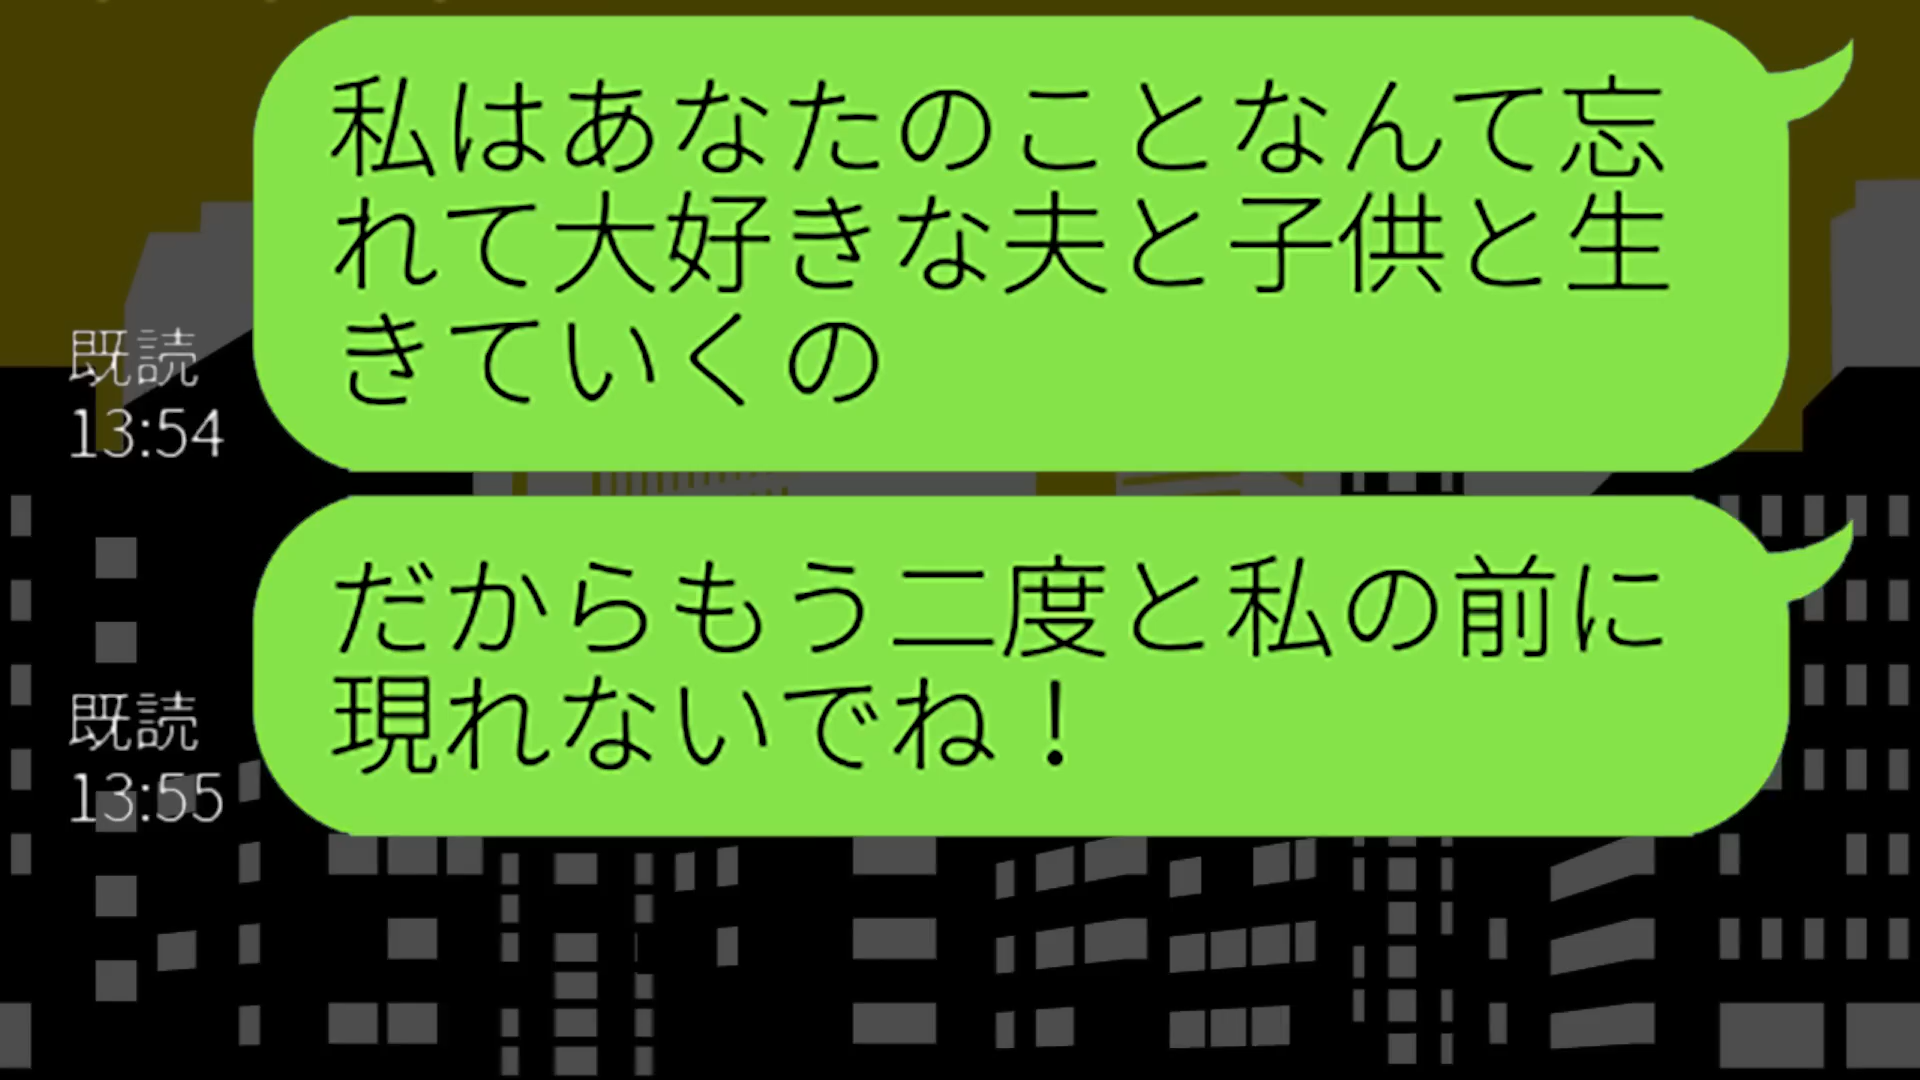 私はあなたのことなんて忘
れて大好きな夫と子供と生
きていくの
既読
13:54
だからもう二度と私の前に
現れないでね！
既読
13:55